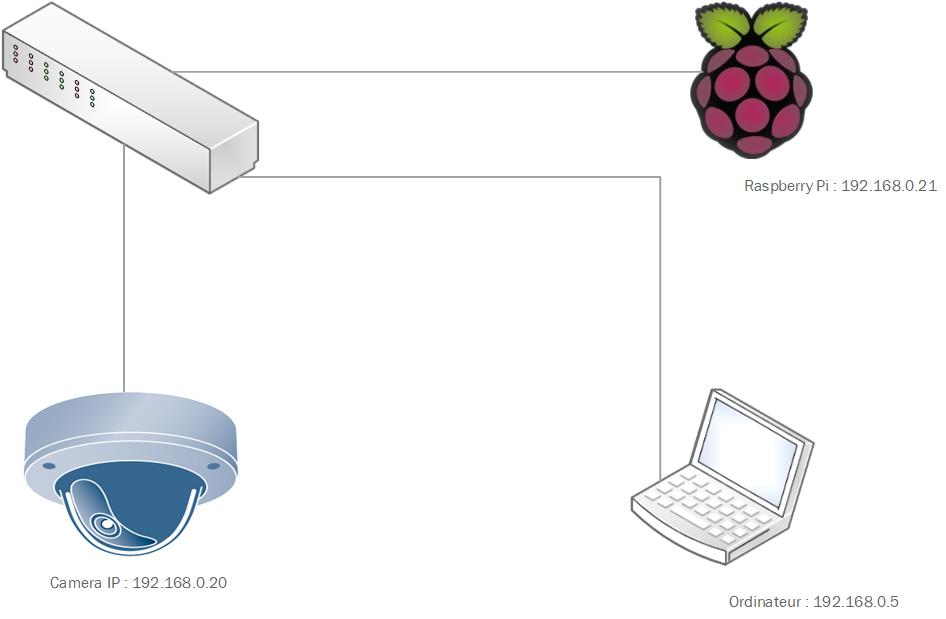 Raspberry Pi : 192.168.0.21
Camera IP : 192.168.0.20
Ordinateur : 192.168.0.5